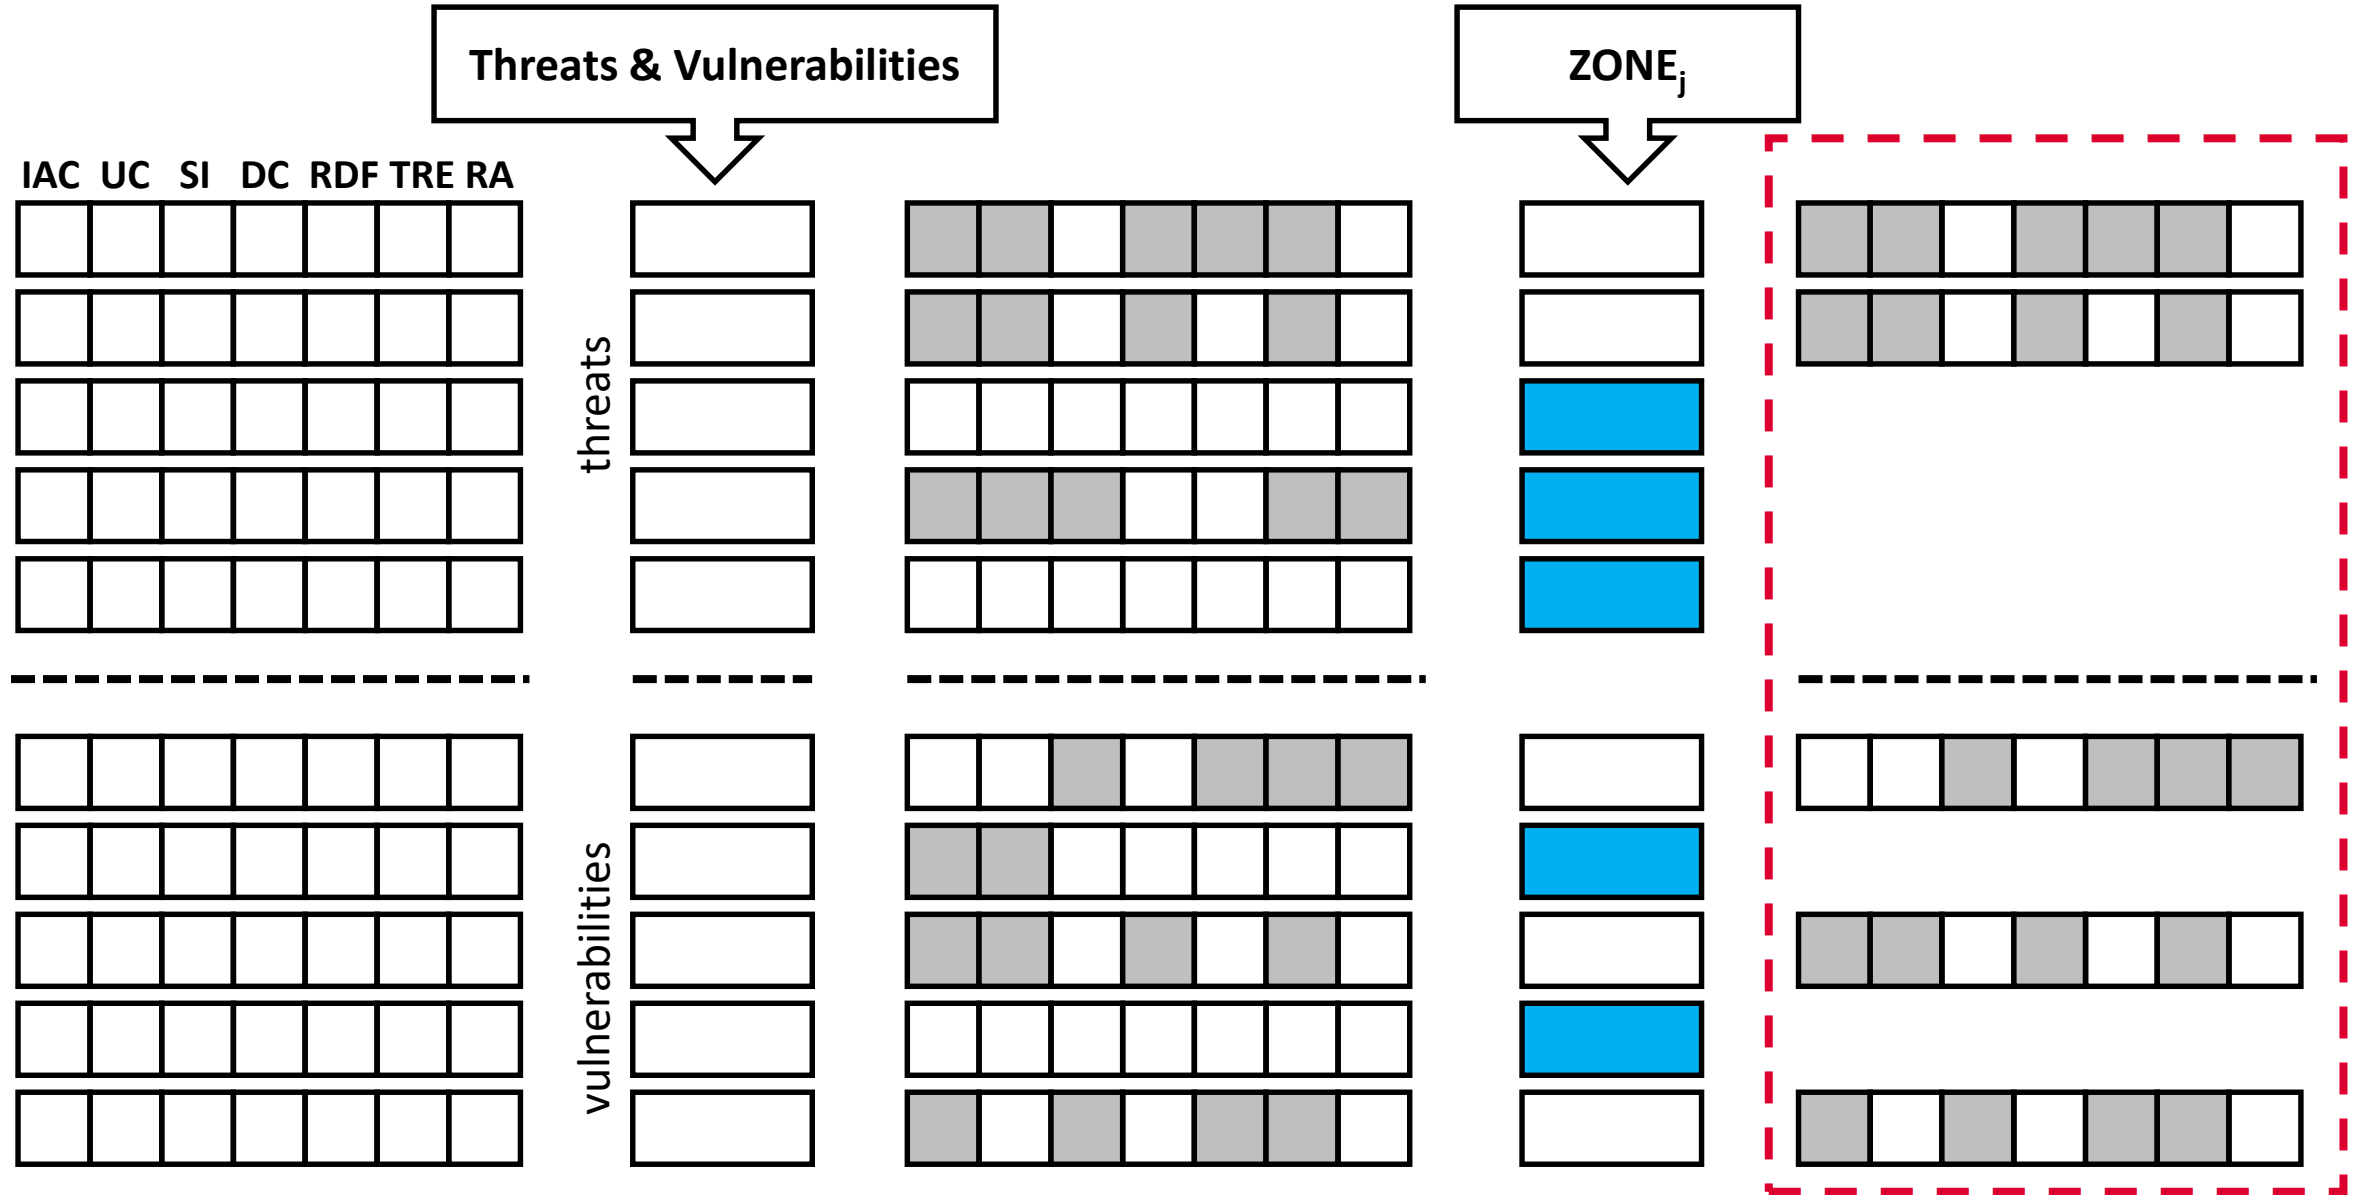 Threats & Vulnerabilities
ZONEj
IAC UC SI DC RDF TRE RA
threats
vulnerabilities